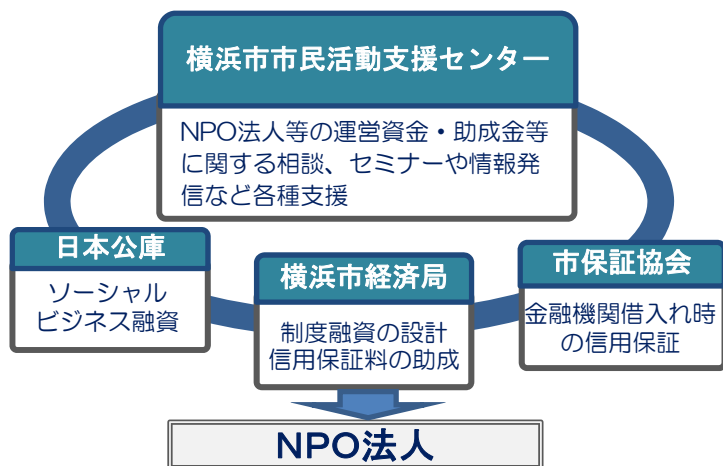 横浜市市民活動支援センター
NPO法人等の運営資金・助成金等
に関する相談、セミナーや情報発
信など各種支援
日本公庫
ソーシャル
ビジネス融資
横浜市経済局
制度融資の設計
信用保証料の助成
市保証協会
金融機関借入れ時
の信用保証
NPO法人